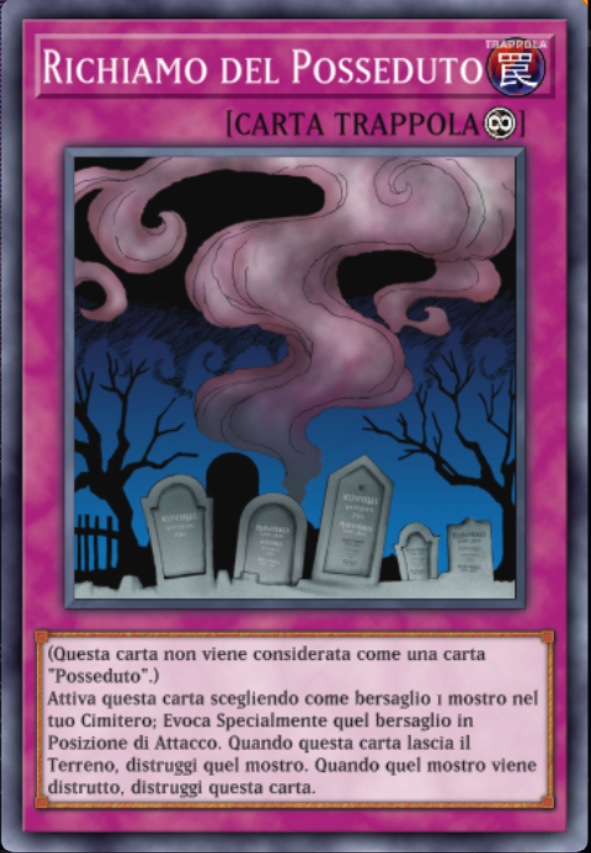 TRAPPOLA
RICHIAMO DEL POSSEDUTO
罠
[CARTA TRAPPOLA∞]
(Questa carta non viene considerata come una carta
"Posseduto".)
Attiva questa carta scegliendo come bersaglio 1 mostro nel
tuo Cimitero; Evoca Specialmente quel bersaglio in
Posizione di Attacco. Quando questa carta lascia il
Terreno, distruggi quel mostro. Quando quel mostro viene
distrutto, distruggi questa carta.